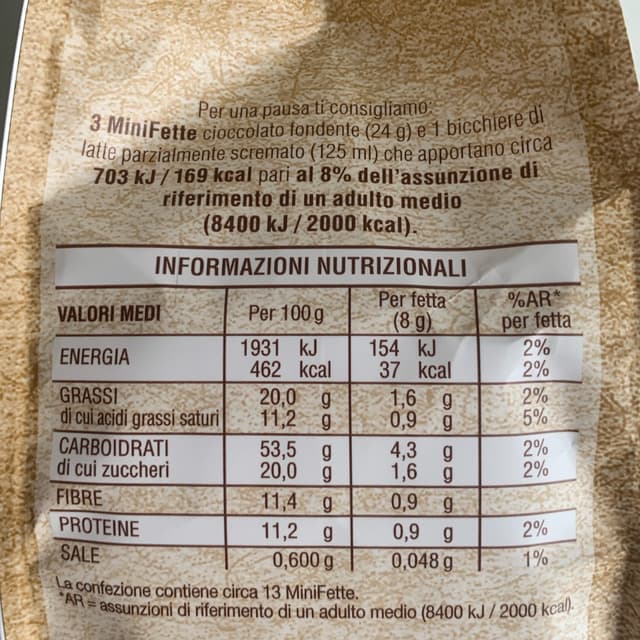 Per una pausa ti consigliamo:
3 MiniFette cioccolato fondente (24 g) e 1 bicchiere di
latte parzialmente scremato (125 ml) che apportano circa
703 kJ / 169 kcal pari al 8% dell'assunzione di
riferimento di un adulto medio
(8400 kJ / 2000 kcal).
INFORMAZIONI NUTRIZIONALI
VALORI MEDI Per 100 g Per fetta (8 g) %AR* per fetta
ENERGIA 1931 kJ 154 kJ 2%
462 kcal 37 kcal 2%
GRASSI 20,0 g 1,6 g 2%
di cui acidi grassi saturi 11,2 g 0,9 g 5%
CARBOIDRATI 53,5 g 4,3 g 2%
di cui zuccheri 20,0 g 1,6 g 2%
FIBRE 11,4 g 0,9 g
PROTEINE 11,2 g 0,9 g 2%
SALE 0,600 g 0,048 g 1%
La confezione contiene circa 13 MiniFette.
*AR = assunzioni di riferimento di un adulto medio (8400 kJ / 2000 kcal).